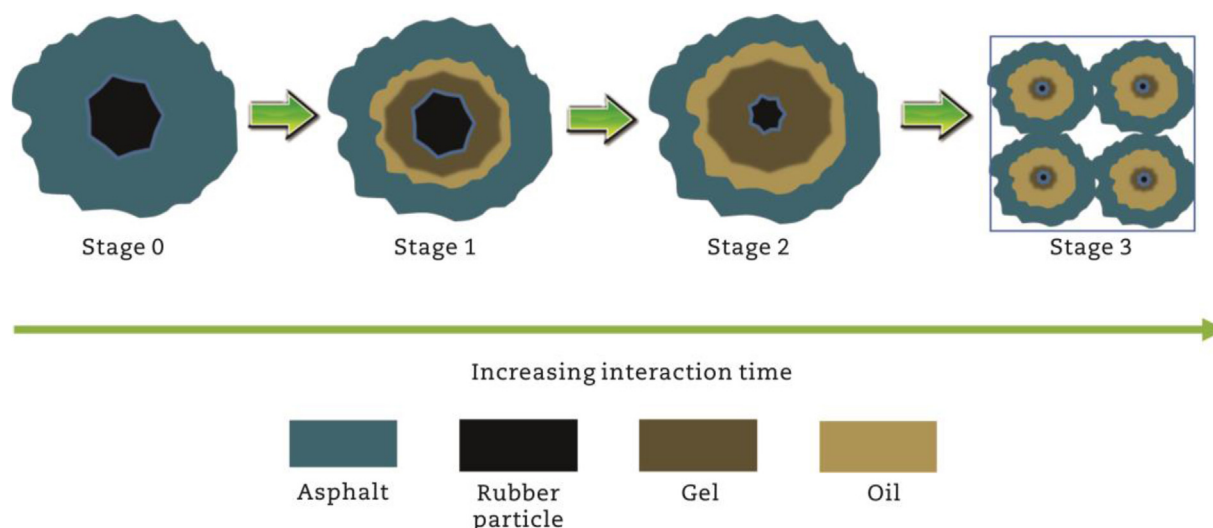 Stage 0
Stage 1
Stage 2
Stage 3
Increasing interaction time
Asphalt
Rubber
particle
Gel
Oil